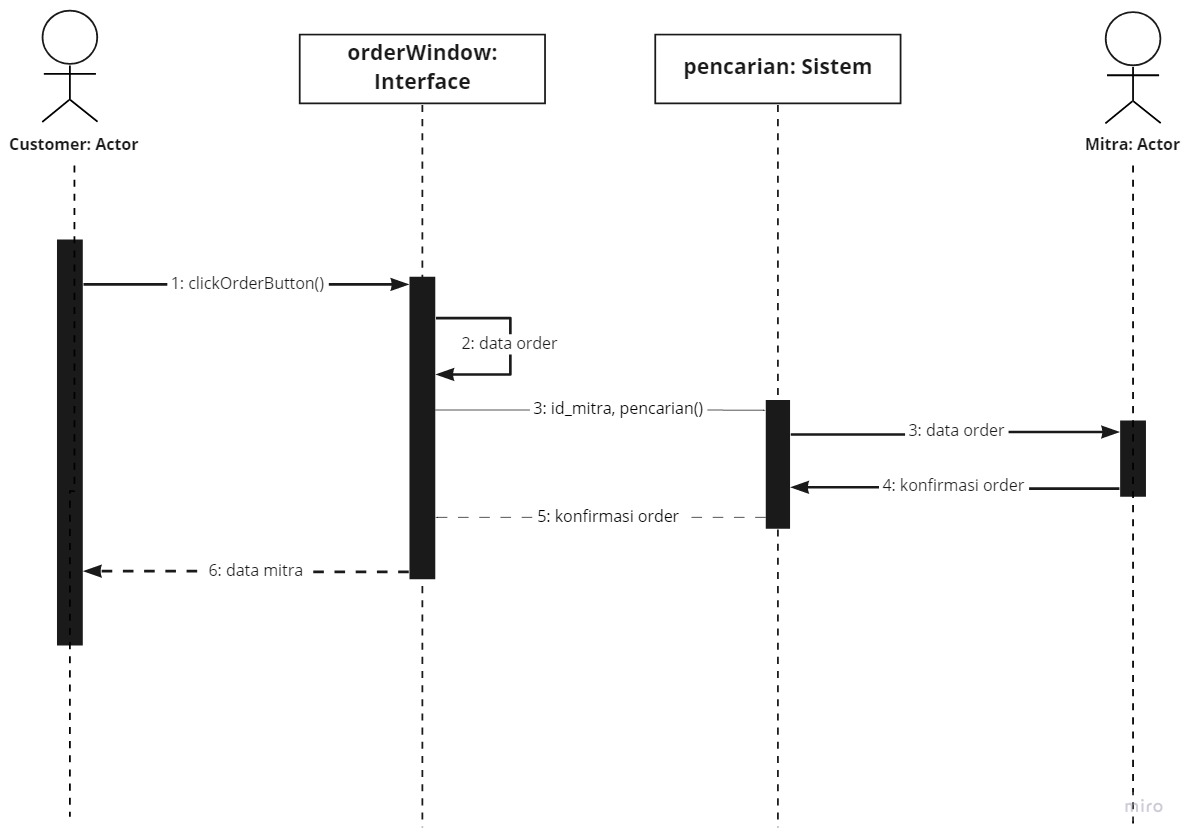 orderWindow:
Interface
pencarian: Sistem
Customer: Actor
Mitra: Actor
1: clickOrderButton()
2: data order
3: id_mitra, pencarian()
3: data order
4: konfirmasi order
5: konfirmasi order
6: data mitra
miro